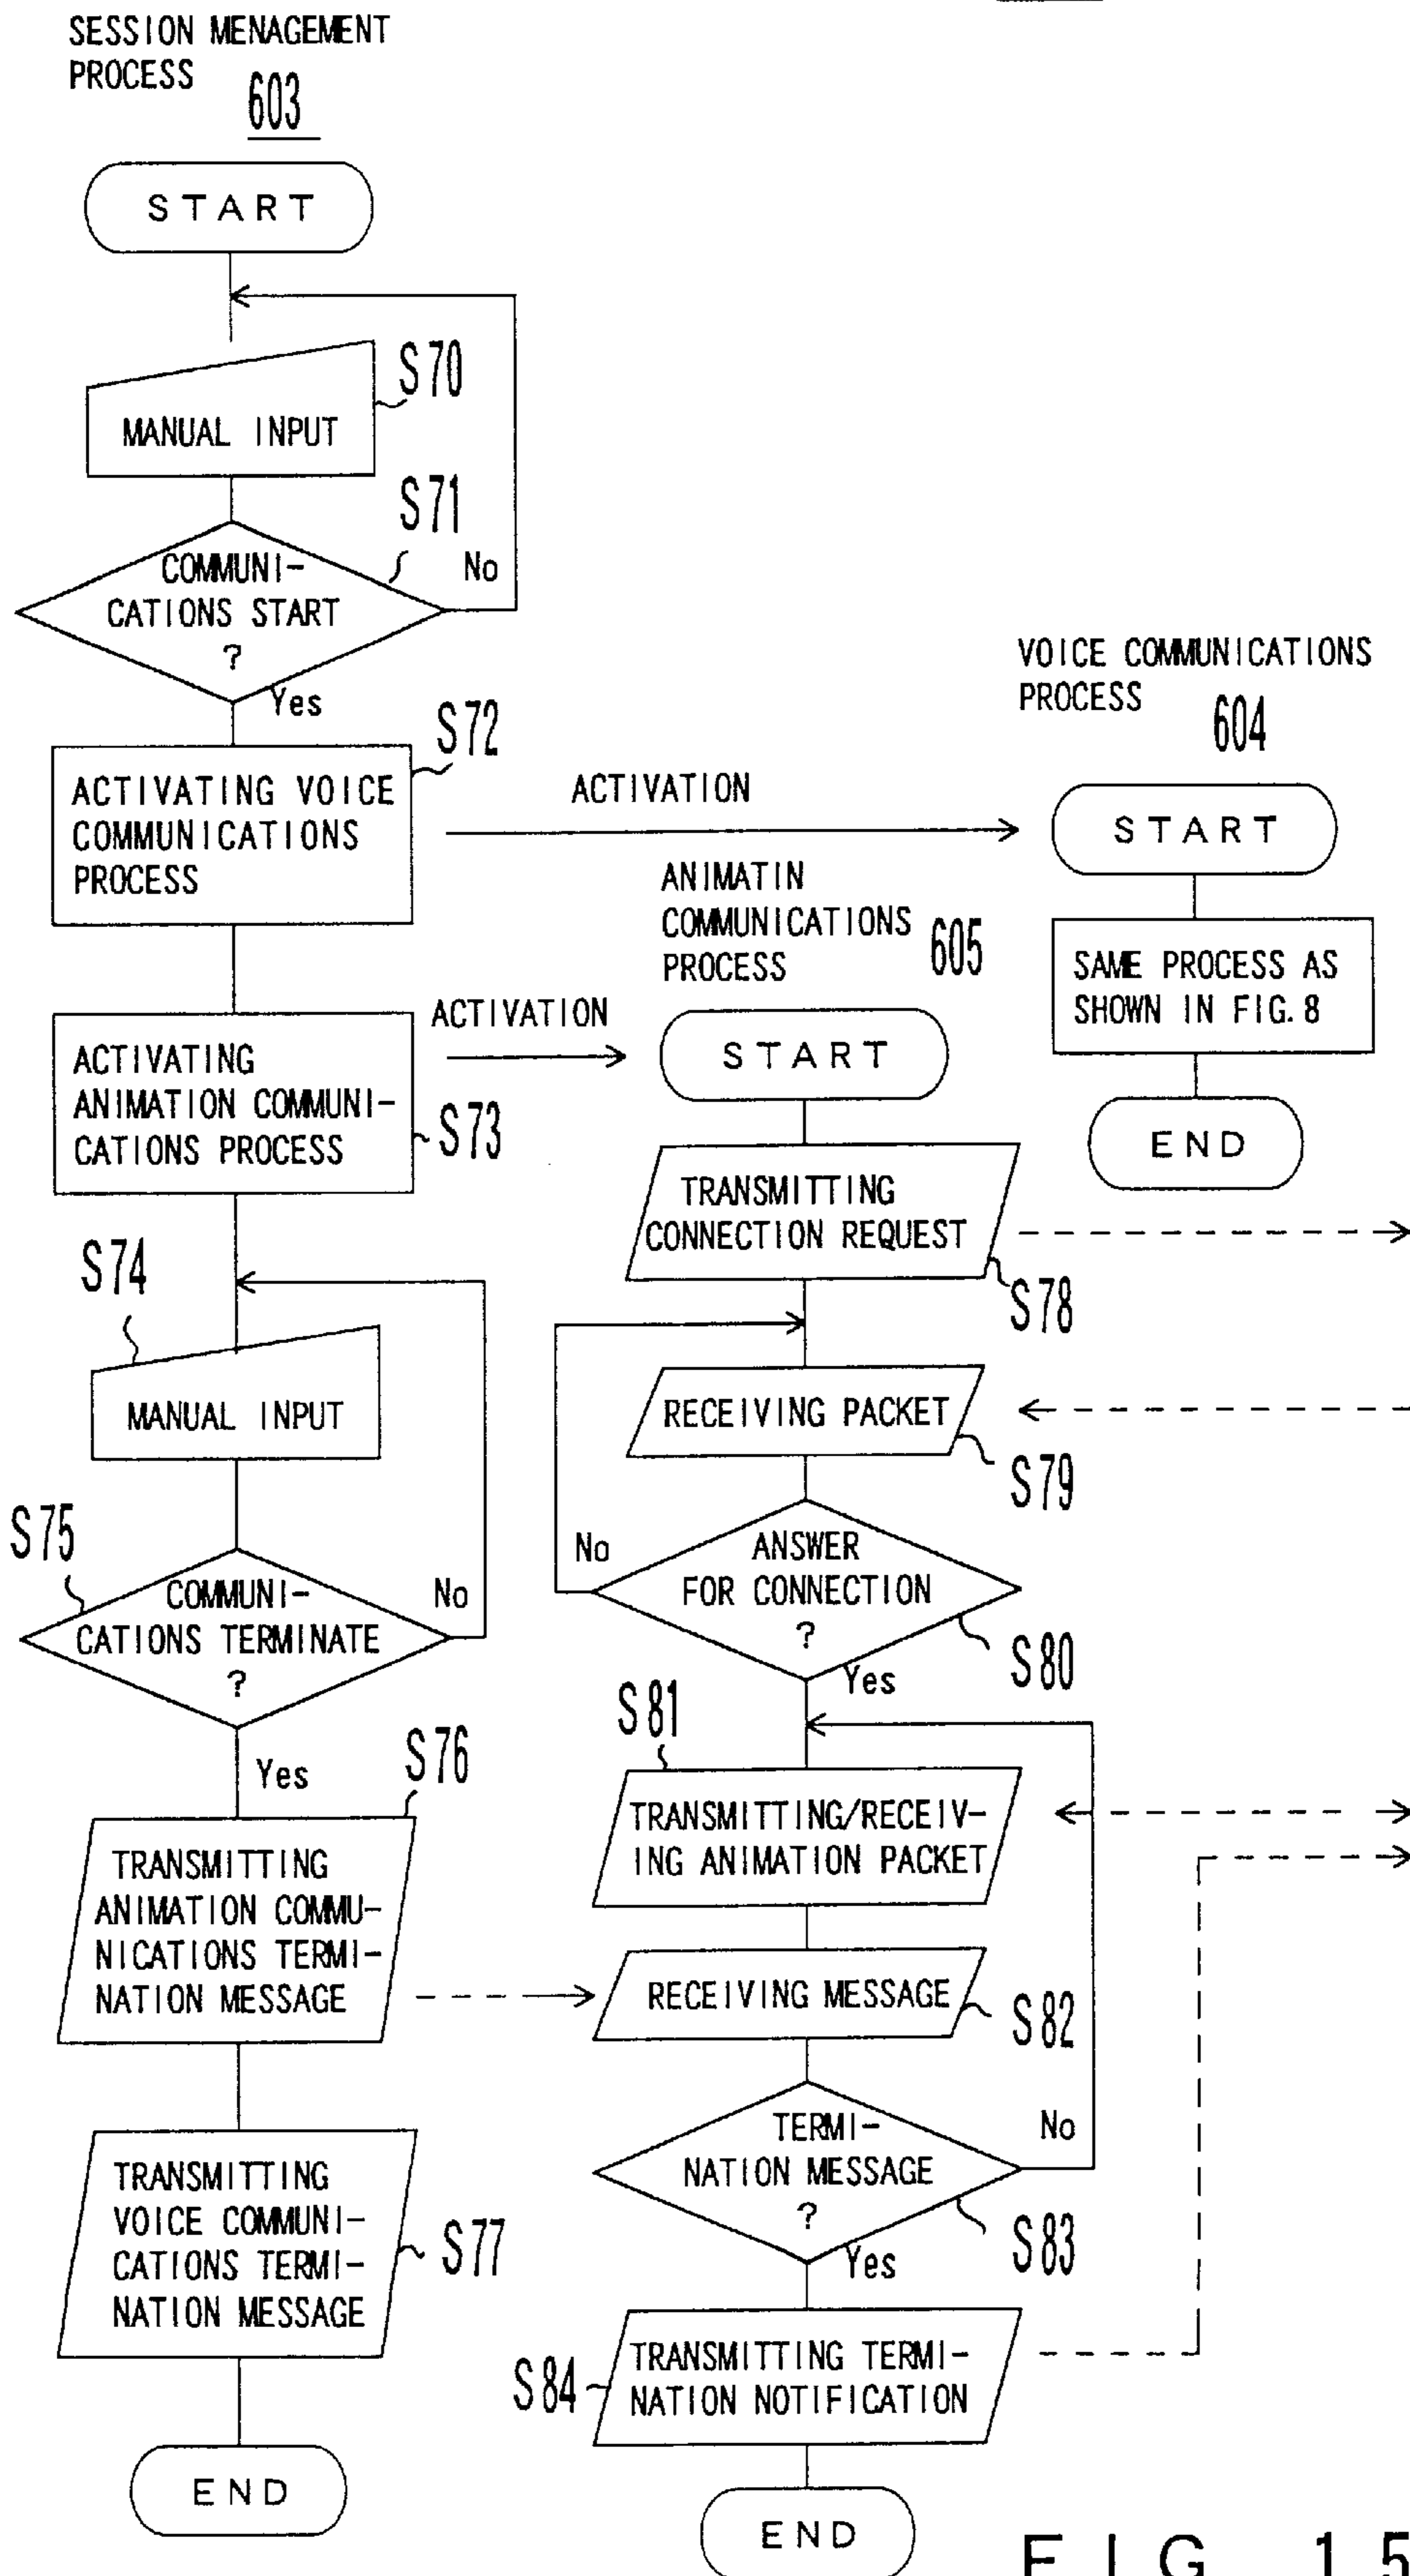 SESSION MENAGEMENT
PROCESS
603
START
MANUAL INPUT
S70
COMMUNI-
CATIONS START
?
S71
No
Yes
ACTIVATING VOICE
COMMUNICATIONS
PROCESS
S72
ACTIVATION
VOICE COMMUNICATIONS
PROCESS
604
START
SAME PROCESS AS
SHOWN IN FIG. 8
END
ACTIVATING
ANIMATION COMMUNI-
CATIONS PROCESS
S73
ACTIVATION
ANIMATIN
COMMUNICATIONS
PROCESS
605
START
TRANSMITTING
CONNECTION REQUEST
S78
RECEIVING PACKET
S79
ANSWER
FOR CONNECTION
?
No
S80
Yes
S81
TRANSMITTING/RECEIV-
ING ANIMATION PACKET
RECEIVING MESSAGE
S82
TERMI-
NATION MESSAGE
?
No
S83
Yes
TRANSMITTING TERMI-
NATION NOTIFICATION
S84
END
S74
MANUAL INPUT
S75
COMMUNI-
CATIONS TERMINATE
?
No
Yes
S76
TRANSMITTING
ANIMATION COMMU-
NICATIONS TERMI-
NATION MESSAGE
TRANSMITTING
VOICE COMMUNI-
CATIONS TERMI-
NATION MESSAGE
S77
END
FIG. 15